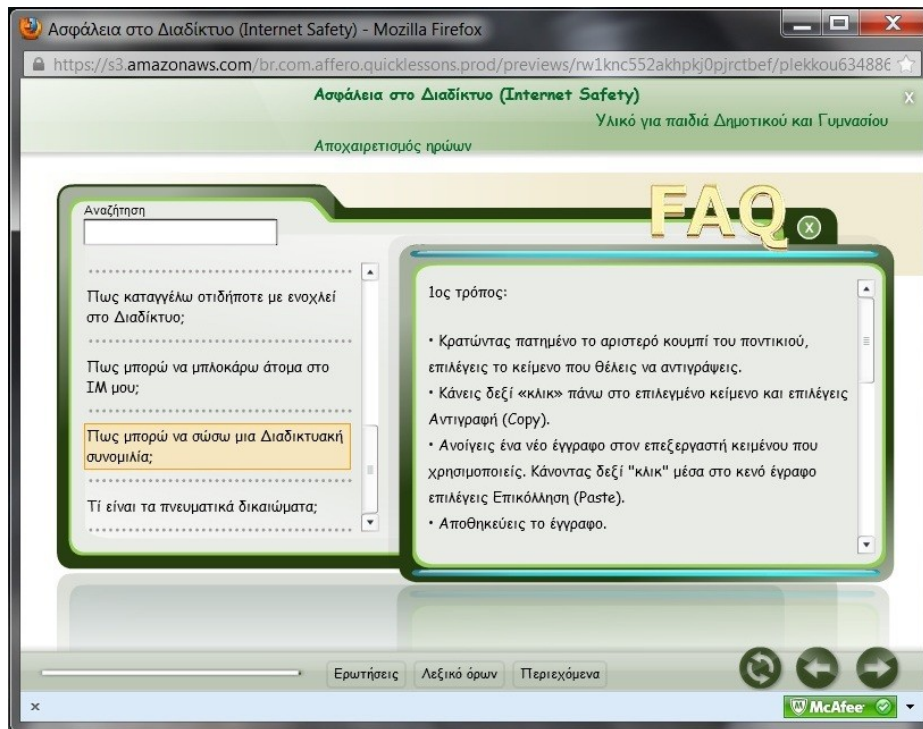 Ασφάλεια στο Διαδίκτυο (Internet Safety) - Mozilla Firefox
https://s3.amazonaws.com/br.com.affero.quicklessons.prod/previews/rw1knc552akhpkj0pjrctbef/plekkou634886
Ασφάλεια στο Διαδίκτυο (Internet Safety)
Υλικό για παιδιά Δημοτικού και Γυμνασίου
Αποχαιρετισμός ηρώων
FAQ
Αναζήτηση
Πως καταγγέλω οτιδήποτε με ενοχλεί
στο Διαδίκτυο;
Πως μπορώ να μπλοκάρω άτομα στο
IM μου;
Πως μπορώ να σώσω μια Διαδικτυακή
συνομιλία;
Τί είναι τα πνευματικά δικαιώματα;
1ος τρόπος:
• Κρατώντας πατημένο το αριστερό κουμπί του ποντικιού,
επιλέγεις το κείμενο που θέλεις να αντιγράψεις.
• Κάνεις δεξί «κλικ» πάνω στο επιλεγμένο κείμενο και επιλέγεις
Αντιγραφή (Copy).
• Ανοίγεις ένα νέο έγγραφο στον επεξεργαστή κειμένου που
χρησιμοποιείς. Κάνοντας δεξί "κλικ" μέσα στο κενό έγραφο
επιλέγεις Επικόλληση (Paste).
• Αποθηκεύεις το έγγραφο.
Ερωτήσεις
Λεξικό όρων
Περιεχόμενα
McAfee